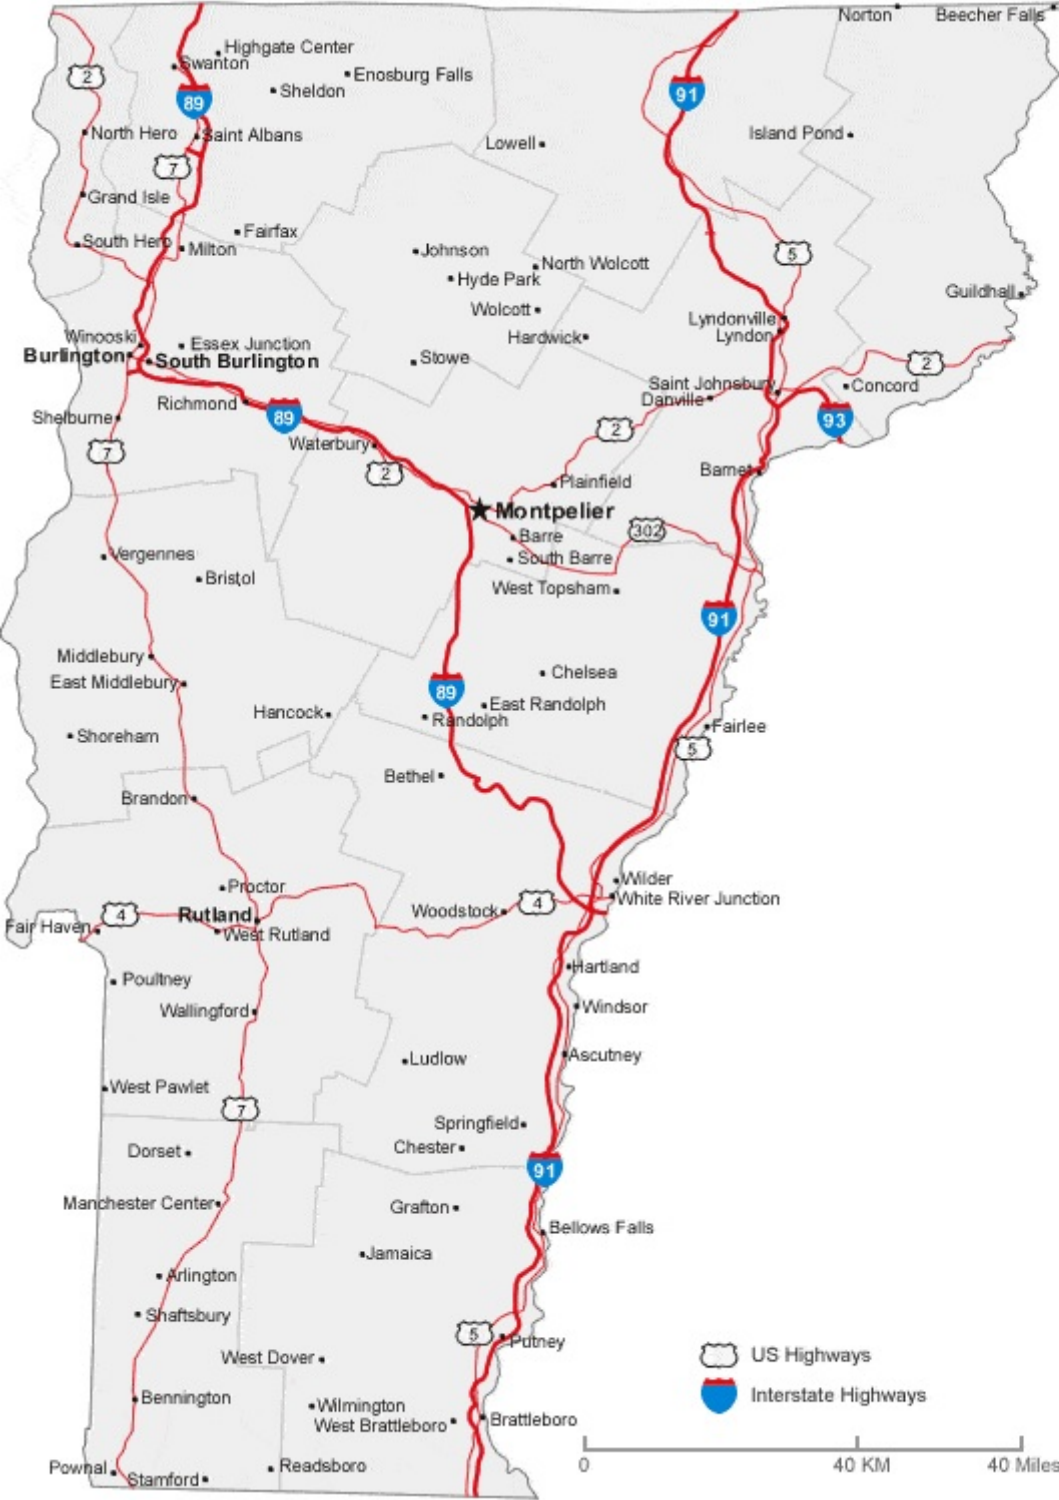 Norton
Beecher Falls
Highgate Center
Swanton
Enosburg Falls
2
Sheldon
89
91
North Hero
Saint Albans
Island Pond
Lowell
7
Grand Isle
South Hero
Fairfax
Milton
Johnson
5
North Wolcott
Hyde Park
Guildhall
Wolcott
Lyndonville
Winooski
Essex Junction
Hardwick
Lyndon
Burlington
South Burlington
Stowe
2
Saint Johnsbury
Concord
Richmond
Danville
Shelburne
89
93
2
Waterbury
7
2
Barnet
Plainfield
Montpelier
302
Barre
Vergennes
South Barre
Bristol
West Topsham
91
Middlebury
Chelsea
East Middlebury
89
East Randolph
Hancock
Randolph
Fairlee
Shoreham
5
Bethel
Brandon
Wilder
Proctor
White River Junction
4
Woodstock
4
Rutland
Fair Haven
West Rutland
Hartland
Poultney
Windsor
Wallingford
Ascutney
Ludlow
West Pawlet
7
Springfield
Chester
Dorset
91
Manchester Center
Grafton
Bellows Falls
Jamaica
Arlington
Shaftsbury
5
Putney
US Highways
West Dover
Bennington
Interstate Highways
Wilmington
West Brattleboro
Brattleboro
Pownal
Stamford
Readsboro
0
40 KM
40 Miles